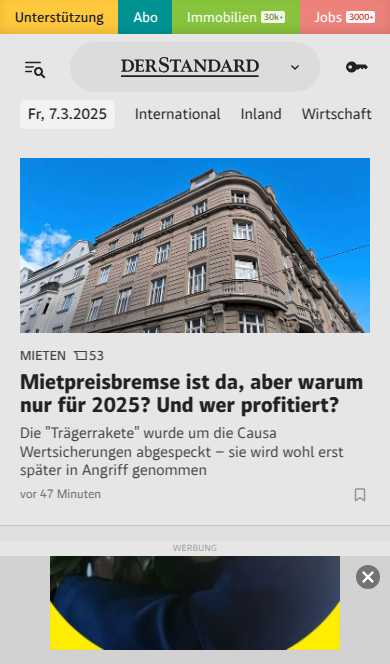 Unterstützung Abo Immobilien 30k+ Jobs 3000+
DERSTANDARD
Fr, 7.3.2025 International Inland Wirtschaft
MIETEN 53
Mietpreisbremse ist da, aber warum
nur für 2025? Und wer profitiert?
Die "Trägerrakete" wurde um die Causa
Wertsicherungen abgespeckt – sie wird wohl erst
später in Angriff genommen
vor 47 Minuten
WERBUNG